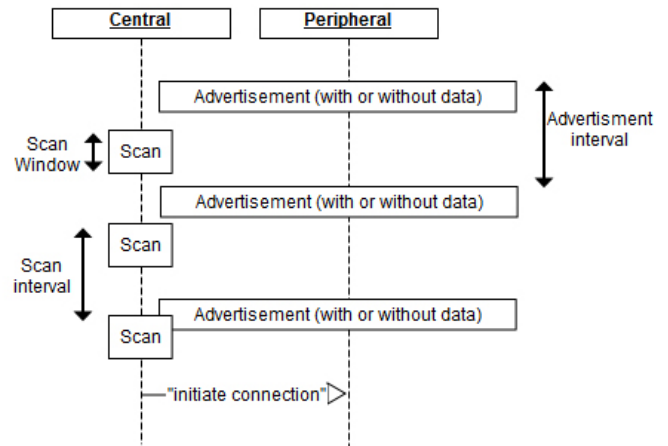 Central
Peripheral
Advertisement (with or without data)
Advertisment
interval
Scan
Window
Scan
Advertisement (with or without data)
Scan
Scan
interval
Advertisement (with or without data)
Scan
"initiate connection"